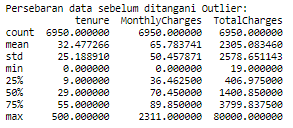 Persebaran data sebelum ditangani Outlier:
tenure MonthlyCharges TotalCharges
count 6950.000000 6950.000000 6950.000000
mean 32.477266 65.783741 2305.083460
std 25.188910 50.457871 2578.651143
min 0.000000 0.000000 19.000000
25% 9.000000 36.462500 406.975000
50% 29.000000 70.450000 1400.850000
75% 55.000000 89.850000 3799.837500
max 500.000000 2311.000000 80000.000000